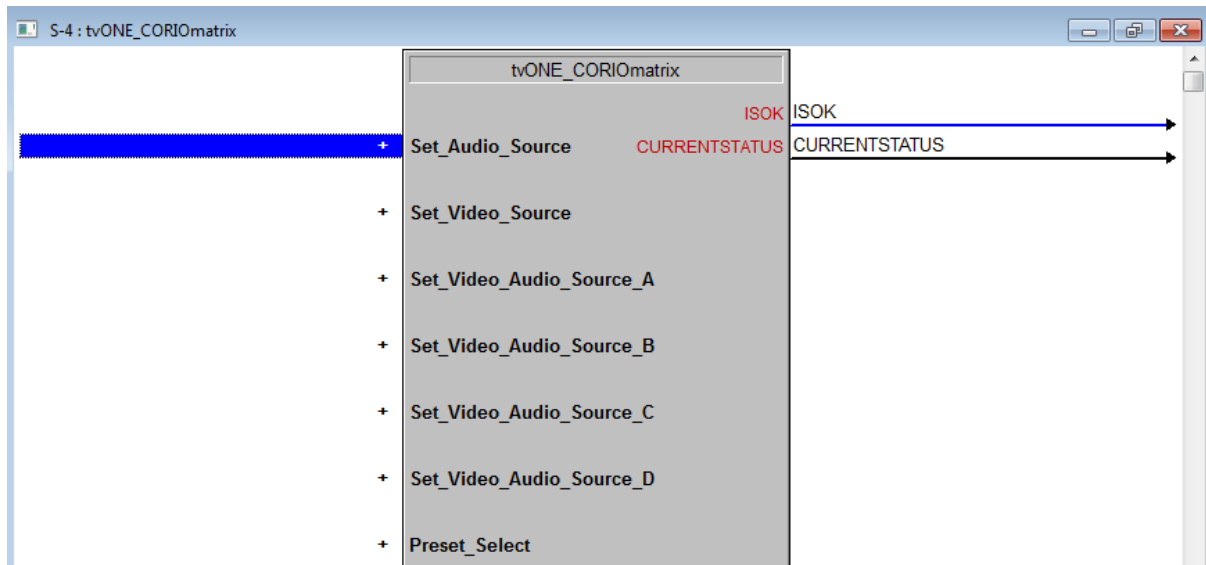 S-4 : tvONE_CORIOmatrix
tvONE_CORIOmatrix
ISOK ISOK
+ Set_Audio_Source CURRENTSTATUS CURRENTSTATUS
+ Set_Video_Source
+ Set_Video_Audio_Source_A
+ Set_Video_Audio_Source_B
+ Set_Video_Audio_Source_C
+ Set_Video_Audio_Source_D
+ Preset_Select